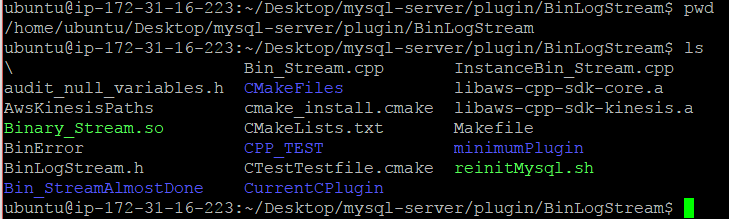 ubuntu@ip-172-31-16-223:~/Desktop/mysql-server/plugin/BinLogStream$ pwd
/home/ubuntu/Desktop/mysql-server/plugin/BinLogStream
ubuntu@ip-172-31-16-223:~/Desktop/mysql-server/plugin/BinLogStream$ ls
\ Bin_Stream.cpp InstanceBin_Stream.cpp
audit_null_variables.h CMakeFiles libaws-cpp-sdk-core.a
AwsKinesisPaths cmake_install.cmake libaws-cpp-sdk-kinesis.a
Binary_Stream.so CMakeLists.txt Makefile
BinError CPP_TEST minimumPlugin
BinLogStream.h CTestTestfile.cmake reinitMysql.sh
Bin_StreamAlmostDone CurrentCPlugin
ubuntu@ip-172-31-16-223:~/Desktop/mysql-server/plugin/BinLogStream$